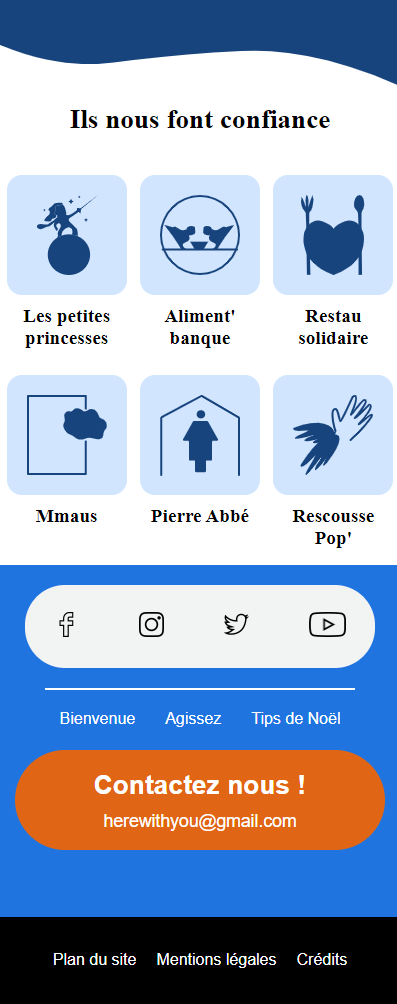 Ils nous font confiance
Les petites
princesses
Aliment'
banque
Restau
solidaire
Mmaus
Pierre Abbé
Rescousse
Pop'
Bienvenue
Agissez
Tips de Noël
Contactez nous !
herewithyou@gmail.com
Plan du site
Mentions légales
Crédits